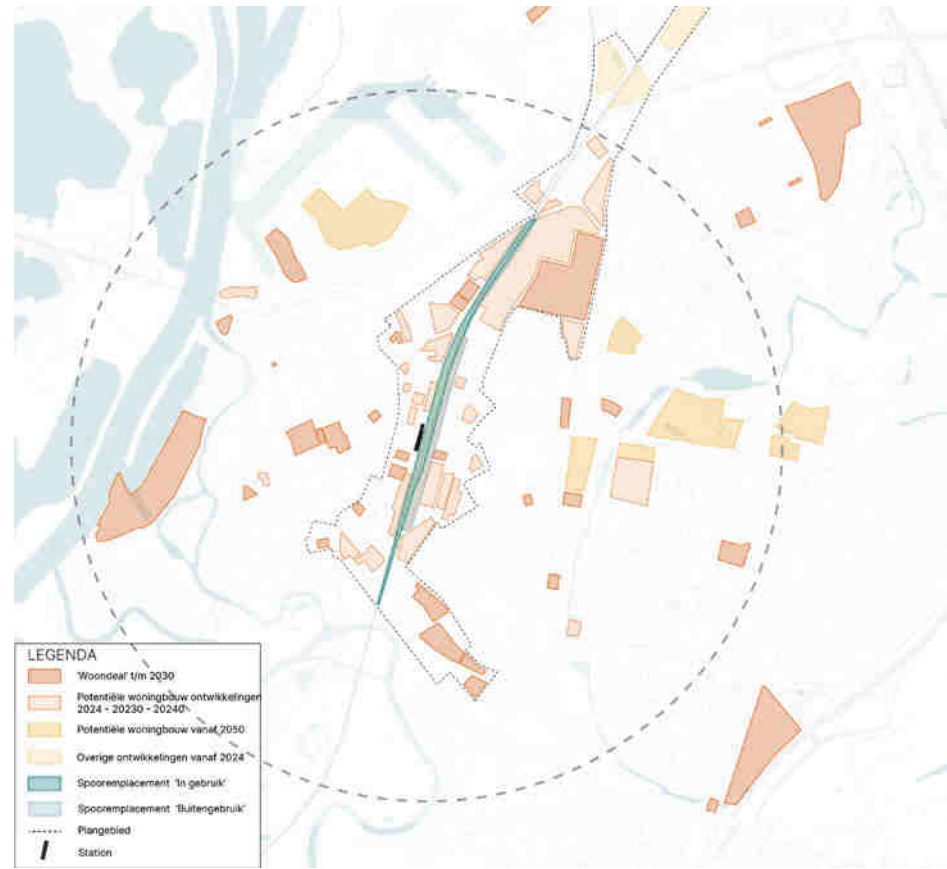 LEGENDA
'Woondeal' t/m 2030
Potentiële woningbouw ontwikkelingen
2024 - 20230 - 20240
Potentiële woningbouw vanaf 2050
Overige ontwikkelingen vanaf 2024
Spooremplacement 'In gebruik'
Spooremplacement 'Buitengebruik'
Plangebied
Station